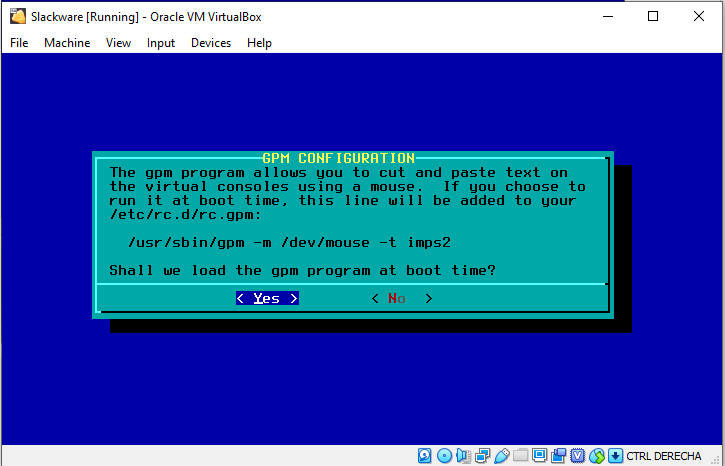 Slackware [Running] - Oracle VM VirtualBox
File Machine View Input Devices Help
GPM CONFIGURATION
The gpm program allows you to cut and paste text on
the virtual consoles using a mouse.  If you choose to
run it at boot time, this line will be added to your
/etc/rc.d/rc.gpm:
/usr/sbin/gpm -m /dev/mouse -t imps2
Shall we load the gpm program at boot time?
< Yes > < No >
CTRL DERECHA